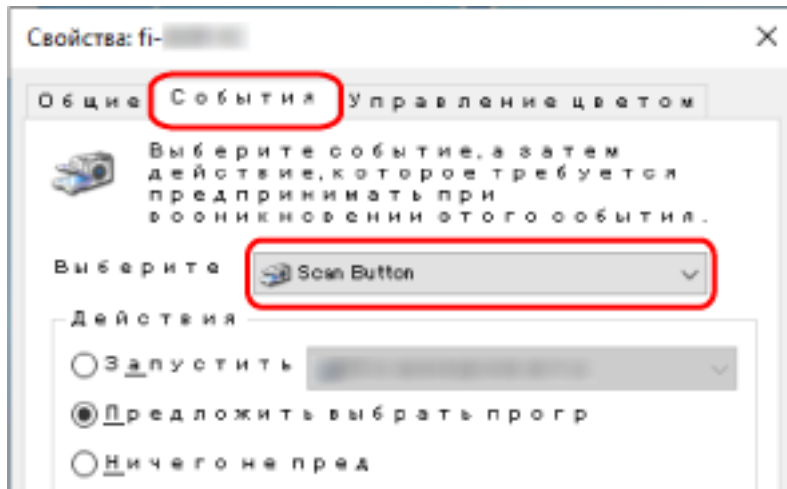 Свойства: fi-
Общие События Управление цветом
Выберите событие, а затем
действие, которое требуется
предпринимать при
возникновении этого события.
Выберите Scan Button
Действия
Запустить
Предложить выбрать прогр
Ничего не пред